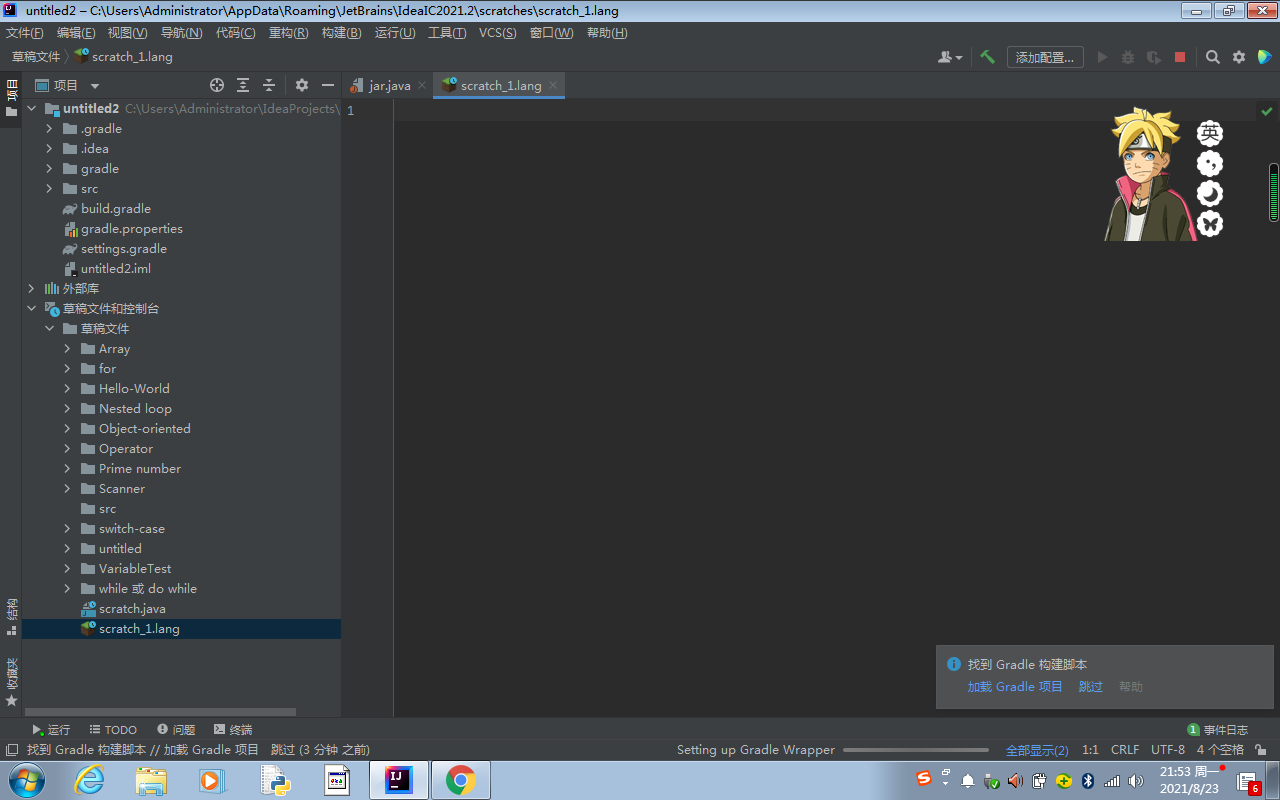 untitled2 – C:\Users\Administrator\AppData\Roaming\JetBrains\IdeaIC2021.2\scratches\scratch_1.lang
文件(F) 编辑(E) 视图(V) 导航(N) 代码(C) 重构(R) 构建(B) 运行(U) 工具(T) VCS(S) 窗口(W) 帮助(H)
草稿文件 scratch_1.lang 添加配置...
项目 项目 jar.java scratch_1.lang
untitled2 C:\Users\Administrator\IdeaProjects\ 1
.gradle 英
.idea
gradle
src
build.gradle
gradle.properties
settings.gradle
untitled2.iml
外部库
草稿文件和控制台
草稿文件
Array
for
Hello-World
Nested loop
Object-oriented
Operator
Prime number
Scanner
src
switch-case
untitled
VariableTest
while 或 do while
scratch.java
scratch_1.lang
结构
收藏夹
找到 Gradle 构建脚本
加载 Gradle 项目 跳过 帮助
运行 TODO 问题 终端 1 事件日志
找到 Gradle 构建脚本 // 加载 Gradle 项目 跳过 (3 分钟 之前) Setting up Gradle Wrapper 全部显示(2) 1:1 CRLF UTF-8 4 个空格
IJ S 21:53 周一
2021/8/23 6